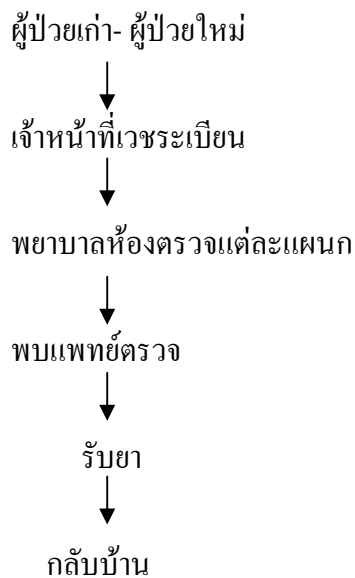 ผู้ป่วยเก่า- ผู้ป่วยใหม่
เจ้าหน้าที่เวชระเบียน
พยาบาลห้องตรวจแต่ละแผนก
พบแพทย์ตรวจ
รับยา
กลับบ้าน